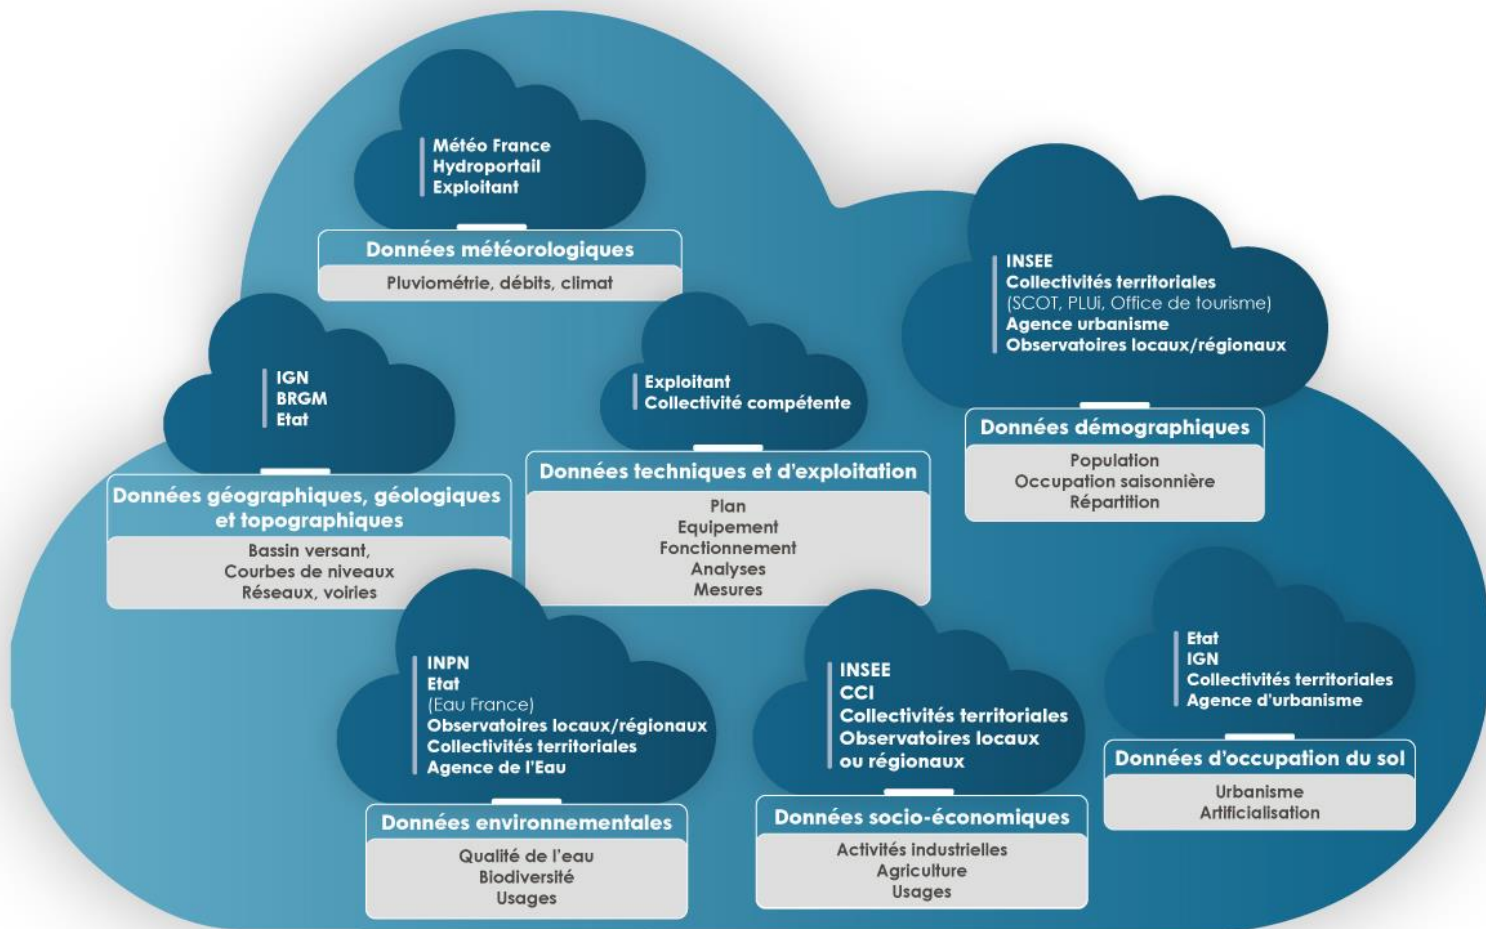 Météo France
Hydroportail
Exploitant
Données météorologiques
Pluviométrie, débits, climat
INSEE
Collectivités territoriales
(SCOT, PLUi, Office de tourisme)
Agence urbanisme
Observatoires locaux/régionaux
Données démographiques
Population
Occupation saisonnière
Répartition
IGN
BRGM
Etat
Données géographiques, géologiques
et topographiques
Bassin versant,
Courbes de niveaux
Réseaux, voiries
Exploitant
Collectivité compétente
Données techniques et d'exploitation
Plan
Equipement
Fonctionnement
Analyses
Mesures
INPN
Etat
(Eau France)
Observatoires locaux/régionaux
Collectivités territoriales
Agence de l'Eau
Données environnementales
Qualité de l'eau
Biodiversité
Usages
INSEE
CCI
Collectivités territoriales
Observatoires locaux
ou régionaux
Données socio-économiques
Activités industrielles
Agriculture
Usages
Etat
IGN
Collectivités territoriales
Agence d'urbanisme
Données d'occupation du sol
Urbanisme
Artificialisation